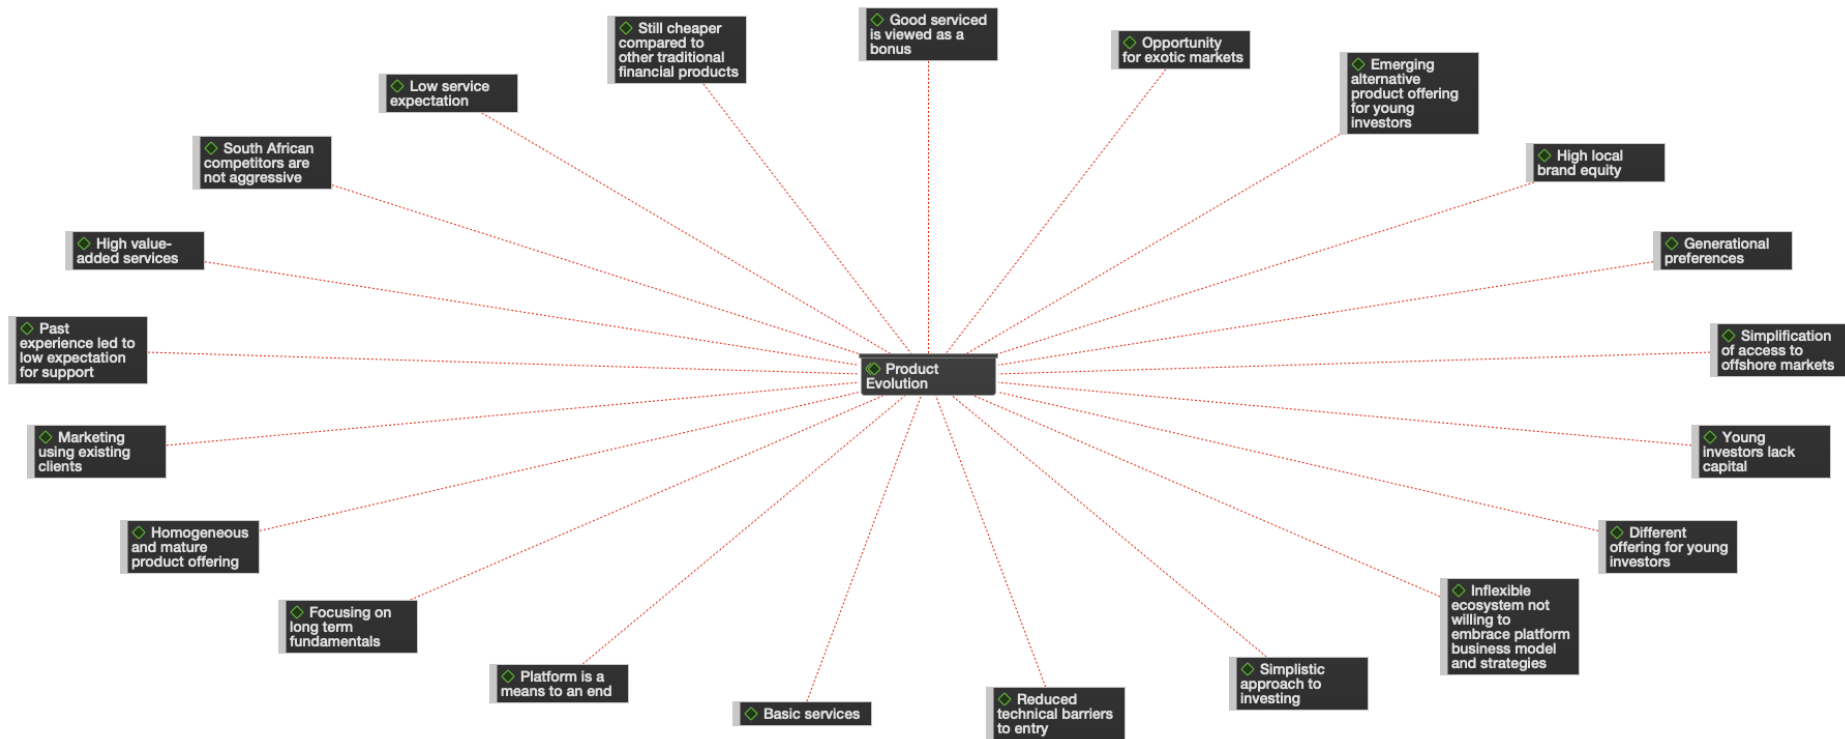 Good serviced
is viewed as a
bonus
Still cheaper
compared to
other traditional
financial products
Opportunity
for exotic markets
Emerging
alternative
product offering
for young
investors
Low service
expectation
South African
competitors are
not aggressive
High local
brand equity
High value-
added services
Generational
preferences
Past
experience led to
low expectation
for support
Simplification
of access to
offshore markets
Product
Evolution
Marketing
using existing
clients
Young
investors lack
capital
Homogeneous
and mature
product offering
Different
offering for young
investors
Focusing on
long term
fundamentals
Inflexible
ecosystem not
willing to
embrace platform
business model
and strategies
Platform is a
means to an end
Simplistic
approach to
investing
Basic services
Reduced
technical barriers
to entry